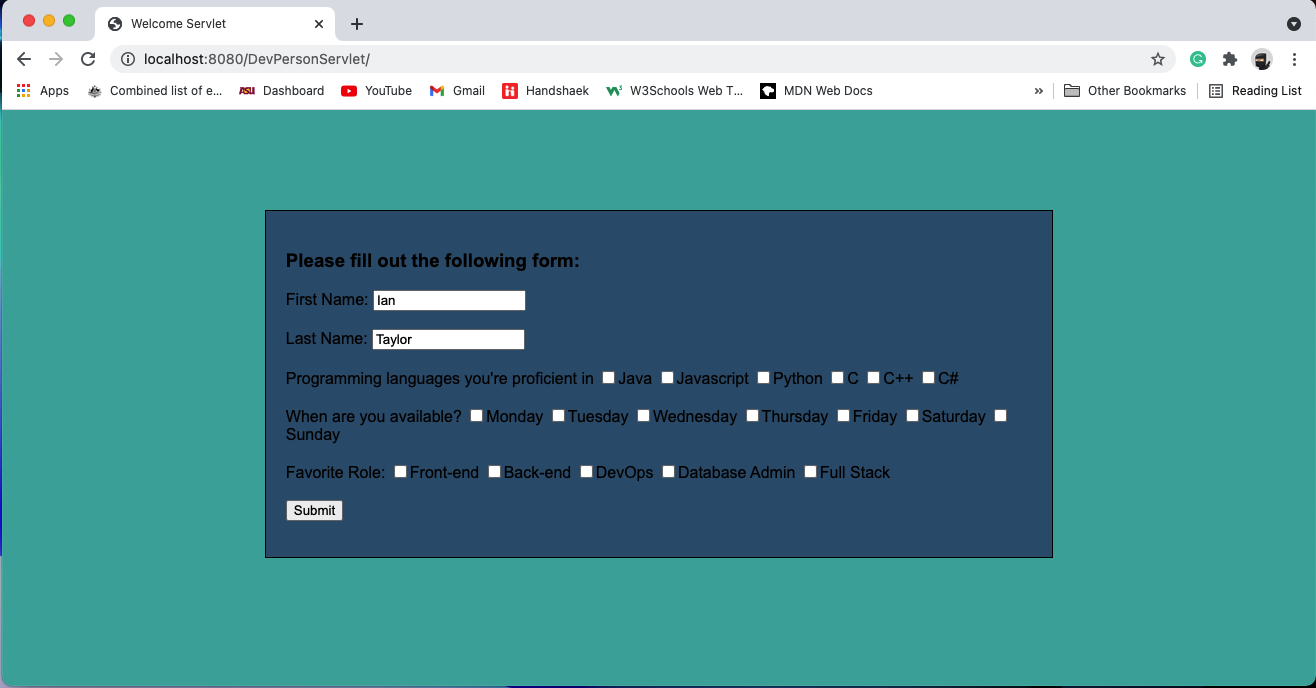 Welcome Servlet
localhost:8080/DevPersonServlet/
Apps Combined list of e... ASU Dashboard YouTube Gmail Handshaek W3Schools Web T... MDN Web Docs » Other Bookmarks Reading List
Please fill out the following form:
First Name: Ian
Last Name: Taylor
Programming languages you're proficient in Java Javascript Python C C++ C#
When are you available? Monday Tuesday Wednesday Thursday Friday Saturday
Sunday
Favorite Role: Front-end Back-end DevOps Database Admin Full Stack
Submit